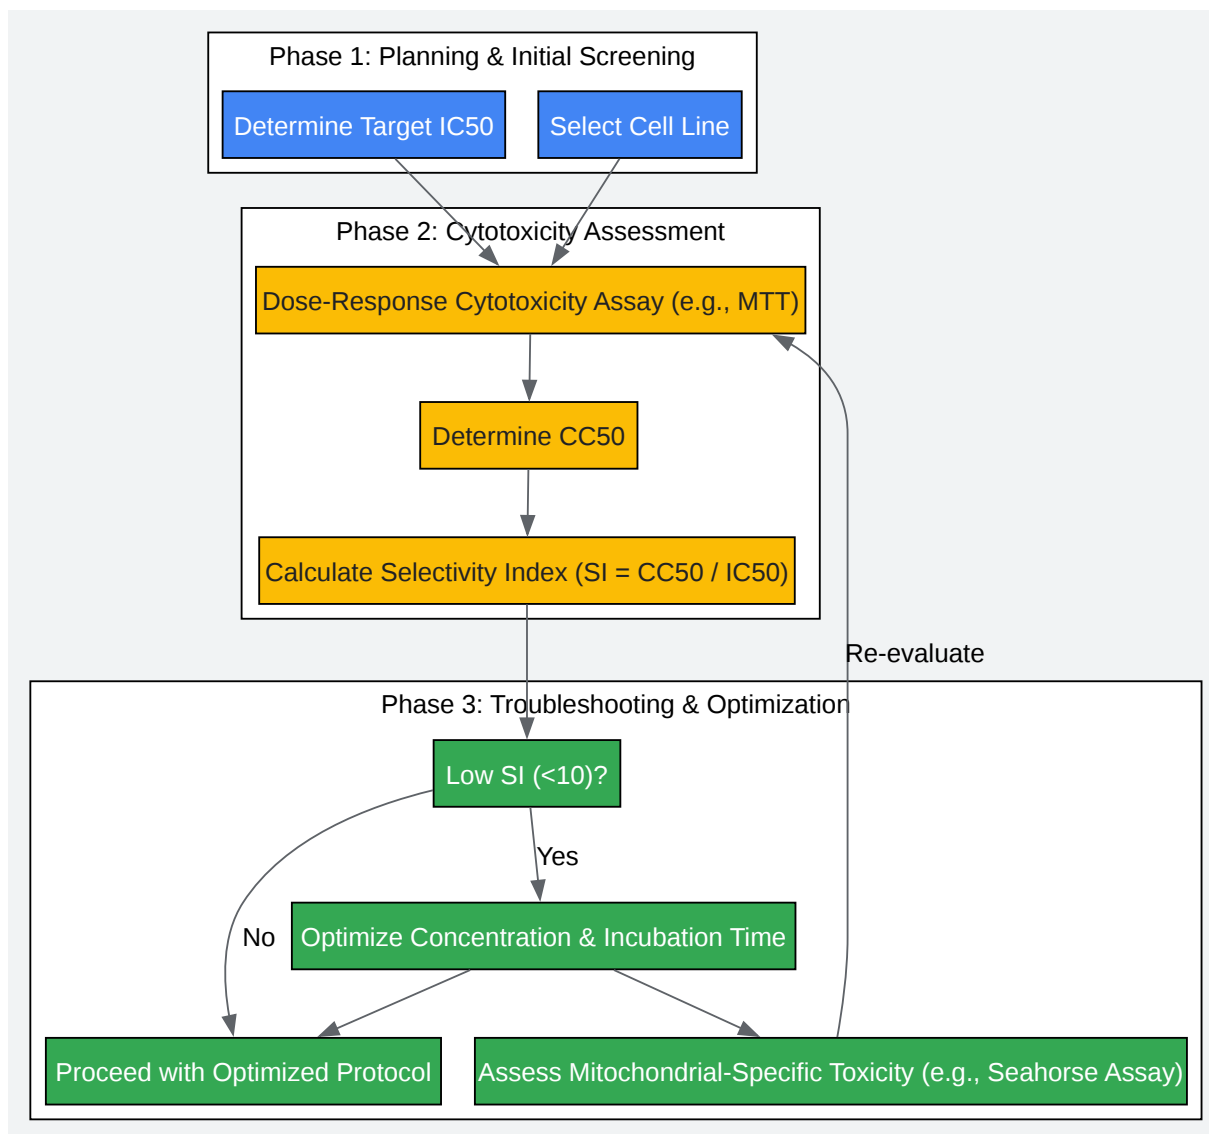 Phase 1: Planning & Initial Screening
Determine Target IC50
Select Cell Line
Phase 2: Cytotoxicity Assessment
Dose-Response Cytotoxicity Assay (e.g., MTT)
Determine CC50
Calculate Selectivity Index (SI = CC50 / IC50)
Re-evaluate
Phase 3: Troubleshooting & Optimization
Low SI (<10)?
Yes
No
Optimize Concentration & Incubation Time
Proceed with Optimized Protocol
Assess Mitochondrial-Specific Toxicity (e.g., Seahorse Assay)